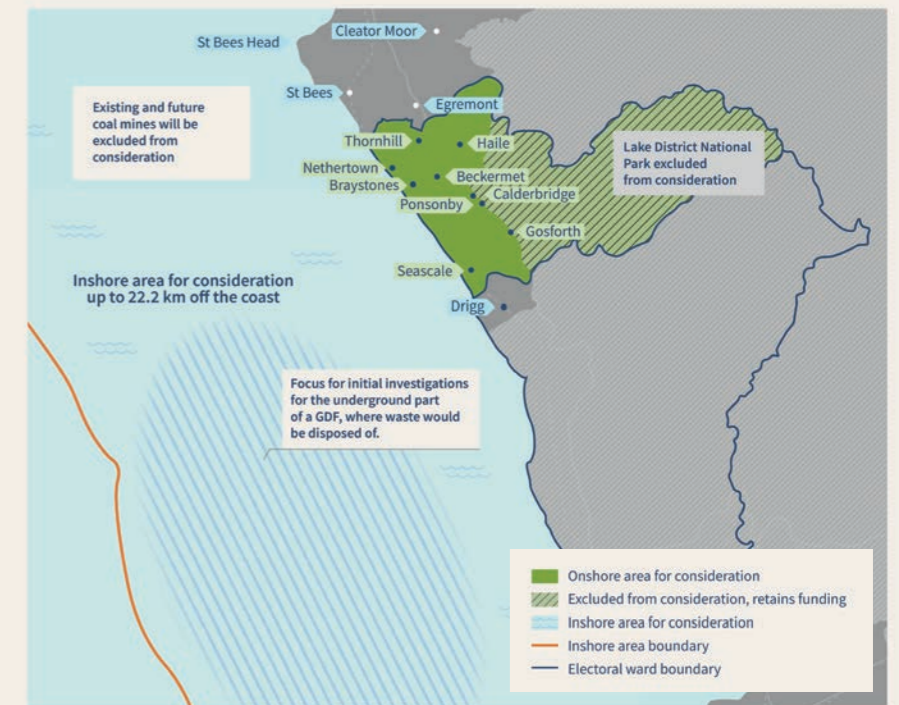 Cleator Moor
St Bees Head
St Bees
Egremont
Existing and future
coal mines will be
excluded from
consideration
Thornhill
Haile
Lake District National
Park excluded
from consideration
Nethertown
Beckermet
Braystones
Calderbridge
Ponsonby
Gosforth
Seascale
Inshore area for consideration
up to 22.2 km off the coast
Drigg
Focus for initial investigations
for the underground part
of a GDF, where waste would
be disposed of.
Onshore area for consideration
Excluded from consideration, retains funding
Inshore area for consideration
Inshore area boundary
Electoral ward boundary